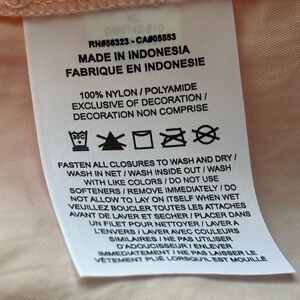 XL
RN#56323 - CA#05553
MADE IN INDONESIA
FABRIQUE EN INDONESIE
100% NYLON / POLYAMIDE
EXCLUSIVE OF DECORATION /
DECORATION NON COMPRISE
FASTEN ALL CLOSURES TO WASH AND DRY /
WASH IN NET / WASH INSIDE OUT / WASH
WITH LIKE COLORS / DO NOT USE
SOFTENERS / REMOVE IMMEDIATELY / DO
NOT ALLOW TO LAY ON ITSELF WHEN WET
VEUILLEZ BOUCLER TOUTES LES ATTACHES
AVANT DE LAVER ET SECHER / PLACER DANS
UN FILET POUR NETTOYER / LAVER A
L'ENVERS / LAVER AVEC COULEURS
SIMILAIRES / NE PAS UTILISER
D'ADOUCISSEUR / ENLEVER
IMMEDIATEMENT / NE PAS LAISSER LE
VÊTEMENT PLIÉ LORSQU'IL EST MOUILLÉ